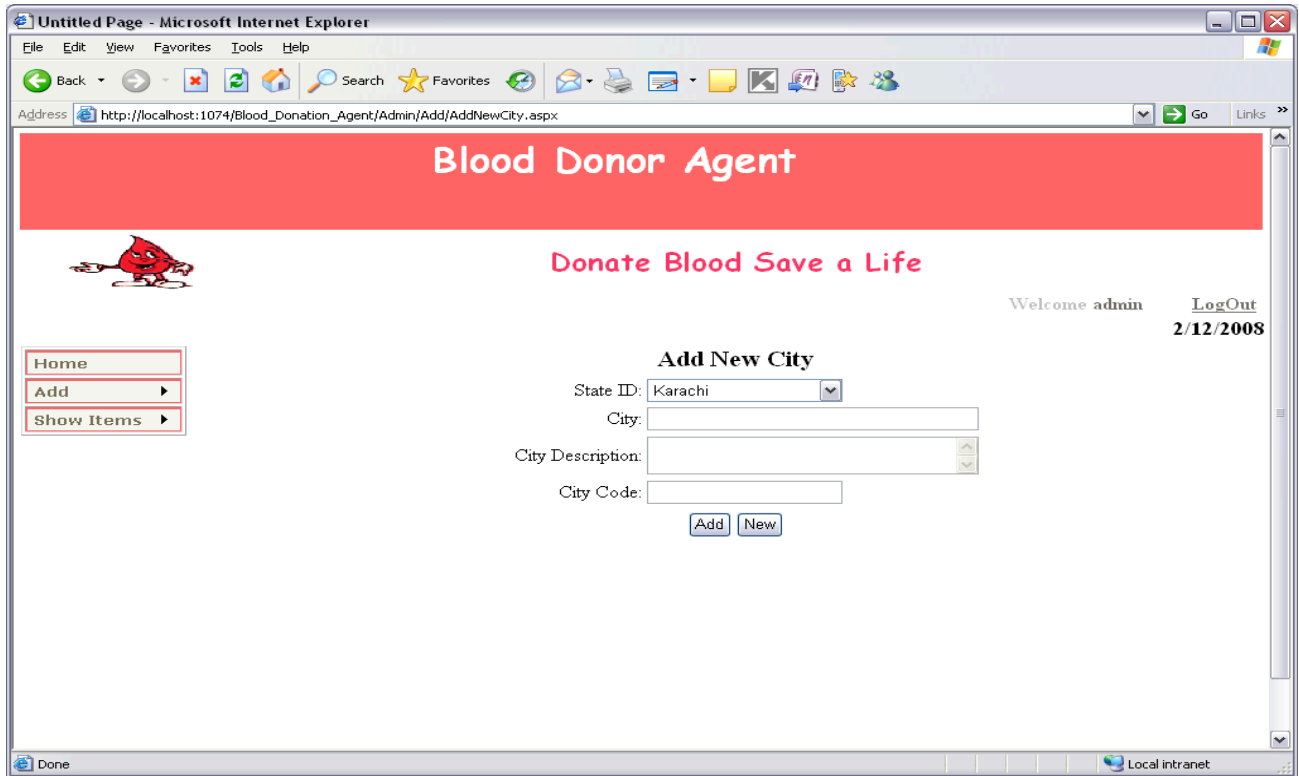 Untitled Page - Microsoft Internet Explorer
File Edit View Favorites Tools Help
Back Search Favorites
Address http://localhost:1074/Blood_Donation_Agent/Admin/Add/AddNewCity.aspx Go Links »
Blood Donor Agent
Donate Blood Save a Life
Welcome admin LogOut
2/12/2008
Home
Add
Show Items
Add New City
State ID: Karachi
City:
City Description:
City Code:
Add New
Done Local intranet